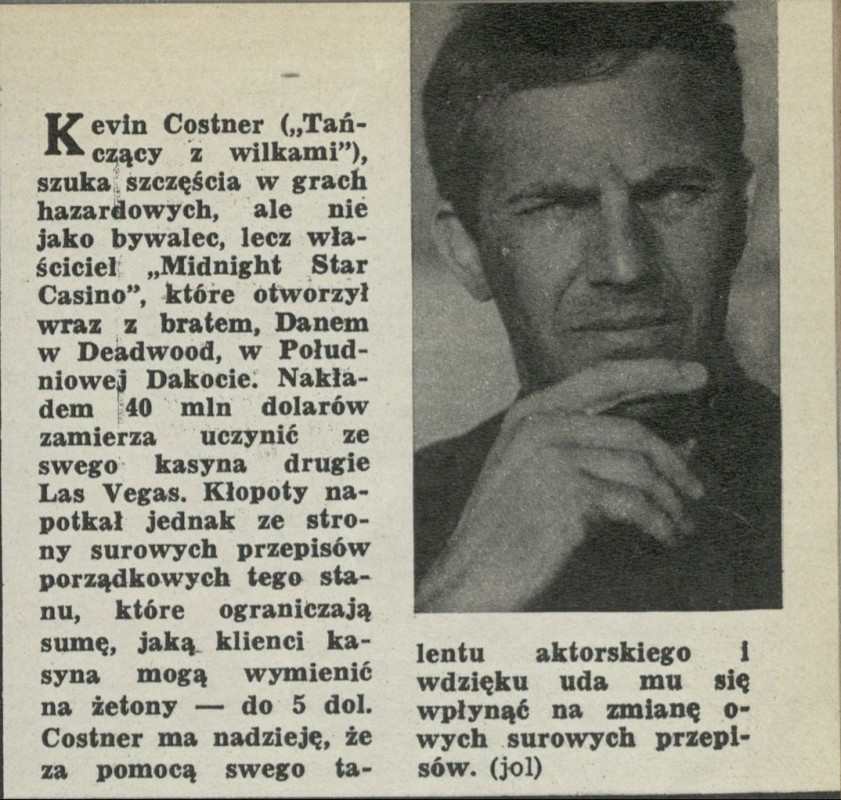 Kevin Costner („Tań-
czący z wilkami”),
szuka szczęścia w grach
hazardowych, ale nie
jako bywalec, lecz wła-
ściciel „Midnight Star
Casino”, które otworzył
wraz z bratem, Danem
w Deadwood, w Połud-
niowej Dakocie. Nakła-
dem 40 mln dolarów
zamierza uczynić ze
swego kasyna drugie
Las Vegas. Kłopoty na-
potkał jednak ze stro-
ny surowych przepisów
porządkowych tego sta-
nu, które ograniczają
sumę, jaką klienci ka-
syna mogą wymienić
na żetony — do 5 dol.
Costner ma nadzieję, że
za pomocą swego ta-
lentu aktorskiego i
wdzięku uda mu się
wpłynąć na zmianę o-
wych surowych przepi-
sów. (jol)